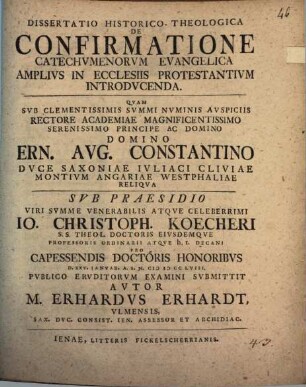 46
DISSERTATIO HISTORICO-THEOLOGICA
DE
CONFIRMATIONE
CATECHVMENORVM EVANGELICA
AMPLIVS IN ECCLESIIS PROTESTANTIVM
INTRODVCENDA.
QVAM
SVB CLEMENTISSIMIS SVMMI NVMINIS AVSPICIIS
RECTORE ACADEMIAE MAGNIFICENTISSIMO
SERENISSIMO PRINCIPE AC DOMINO
DOMINO
ERN. AVG. CONSTANTINO
DVCE SAXONIAE IVLIACI CLIVIAE
MONTIVM ANGARIAE WESTPHALIAE
RELIQVA
SVB PRAESIDIO
VIRI SVMME VENERABILIS ATQVE CELEBERRIMI
IO. CHRISTOPH. KOECHERI
S. S. THEOL. DOCTORIS EIVSDEMQVE
PROFESSORIS ORDINARII ATQVE h. t. DECANI
PRO
CAPESSENDIS DOCTORIS HONORIBVS
IANVAR.
PVBLICO ERVDITORVM EXAMINI SVBMITTIT
AVTOR
M. ERHARDVS ERHARDT,
VLMENSIS,
SAX. DVC. CONSIST. IEN. ASSESSOR ET ARCHIDIAC.
IENAE, LITTERIS FICKELSCHERRIANIS.